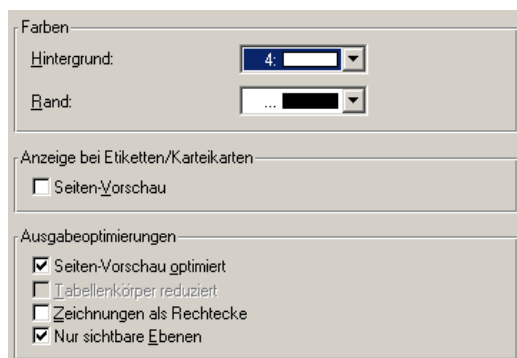 Farben
Hintergrund:
4:
Rand:
...
Anzeige bei Etiketten/Karteikarten
Seiten-Vorschau
Ausgabeoptimierungen
Seiten-Vorschau optimiert
Tabellenkörper reduziert
Zeichnungen als Rechtecke
Nur sichtbare Ebenen